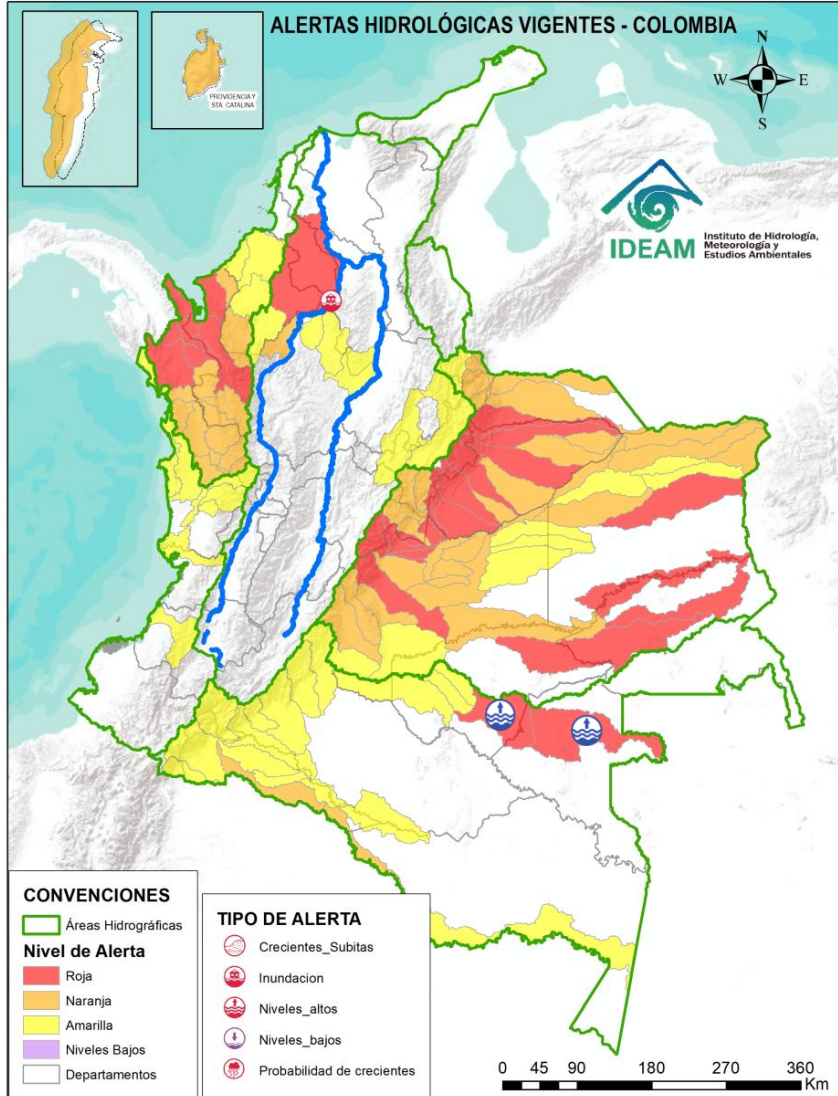 ALERTAS HIDROLÓGICAS VIGENTES - COLOMBIA
PROVIDENCIA Y
STA. CATALINA
N
W
E
S
IDEAM
Instituto de Hidrología,
Meteorología y
Estudios Ambientales
CONVENCIONES
Áreas Hidrográficas
Nivel de Alerta
Roja
Naranja
Amarilla
Niveles Bajos
Departamentos
TIPO DE ALERTA
Crecientes_Subitas
Inundacion
Niveles_altos
Niveles_bajos
Probabilidad de crecientes
0 45 90 180 270 360
Km